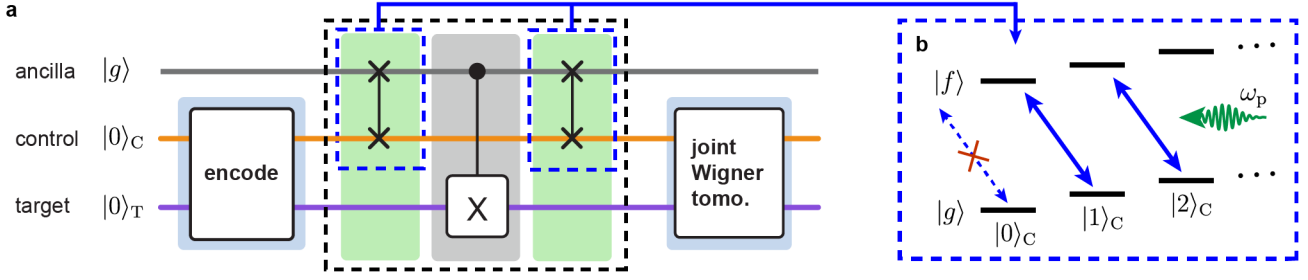 a
ancilla |g⟩
control |0⟩C
target |0⟩T
encode
X
joint
Wigner
tomo.
b
|f⟩
ωp
|g⟩
|0⟩C
|1⟩C
|2⟩C
...
...